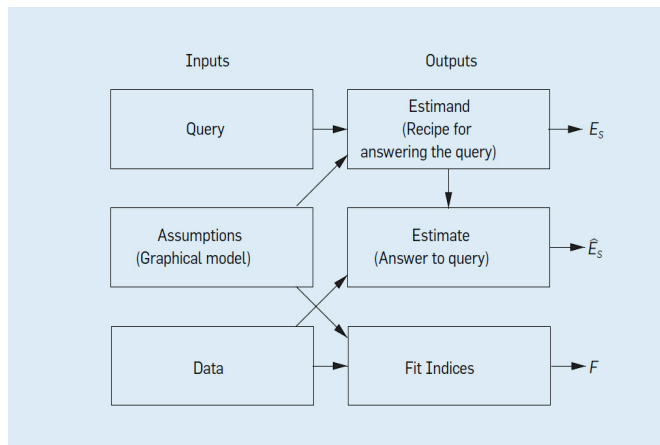 Inputs
Outputs
Query
Estimand
(Recipe for
answering the query)
E_S
Assumptions
(Graphical model)
Estimate
(Answer to query)
Ê_S
Data
Fit Indices
F